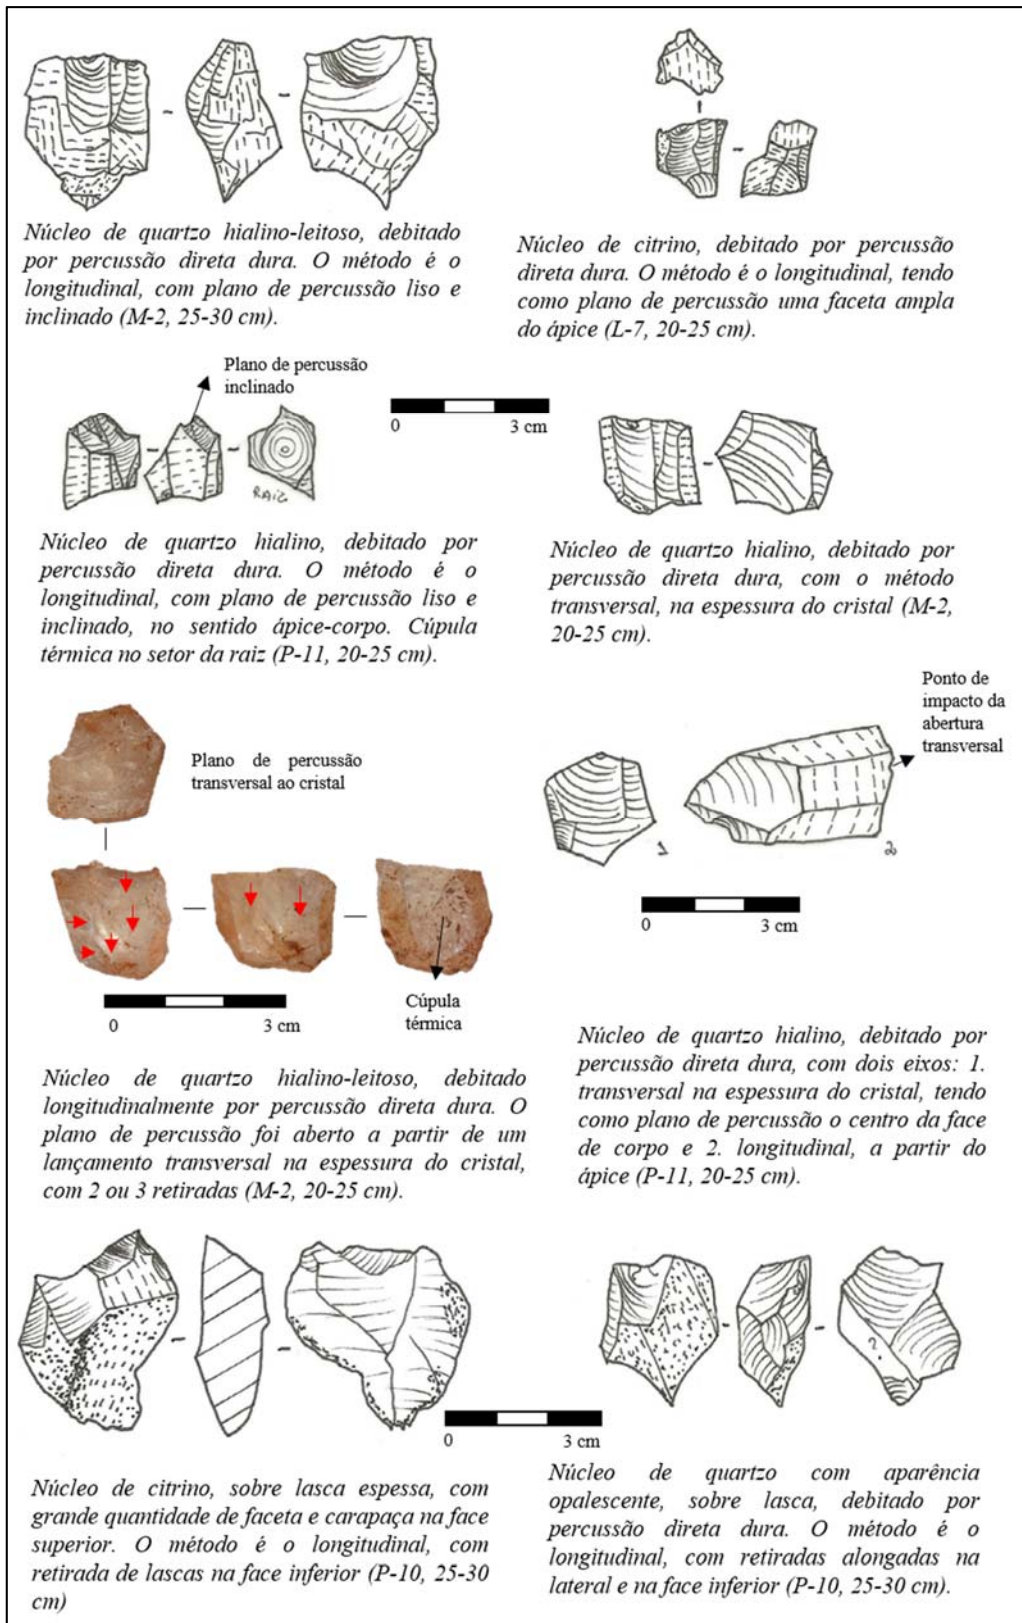 Núcleo de quartzo hialino-leitoso, debitado
por percussão direta dura. O método é o
longitudinal, com plano de percussão liso e
inclinado (M-2, 25-30 cm).
Núcleo de citrino, debitado por percussão
direta dura. O método é o longitudinal, tendo
como plano de percussão uma faceta ampla
do ápice (L-7, 20-25 cm).
Plano de percussão
inclinado
0 3 cm
RAIZ
Núcleo de quartzo hialino, debitado por
percussão direta dura. O método é o
longitudinal, com plano de percussão liso e
inclinado, no sentido ápice-corpo. Cúpula
térmica no setor da raiz (P-11, 20-25 cm).
Núcleo de quartzo hialino, debitado por
percussão direta dura, com o método
transversal, na espessura do cristal (M-2,
20-25 cm).
Plano de percussão
transversal ao cristal
Ponto de
impacto da
abertura
transversal
1
2
0 3 cm
Cúpula
térmica
0 3 cm
Núcleo de quartzo hialino-leitoso, debitado
longitudinalmente por percussão direta dura. O
plano de percussão foi aberto a partir de um
lançamento transversal na espessura do cristal,
com 2 ou 3 retiradas (M-2, 20-25 cm).
Núcleo de quartzo hialino, debitado por
percussão direta dura, com dois eixos: 1.
transversal na espessura do cristal, tendo
como plano de percussão o centro da face
de corpo e 2. longitudinal, a partir do
ápice (P-11, 20-25 cm).
?
0 3 cm
Núcleo de citrino, sobre lasca espessa, com
grande quantidade de faceta e carapaça na face
superior. O método é o longitudinal, com
retirada de lascas na face inferior (P-10, 25-30
cm)
Núcleo de quartzo com aparência
opalescente, sobre lasca, debitado por
percussão direta dura. O método é o
longitudinal, com retiradas alongadas na
lateral e na face inferior (P-10, 25-30 cm).